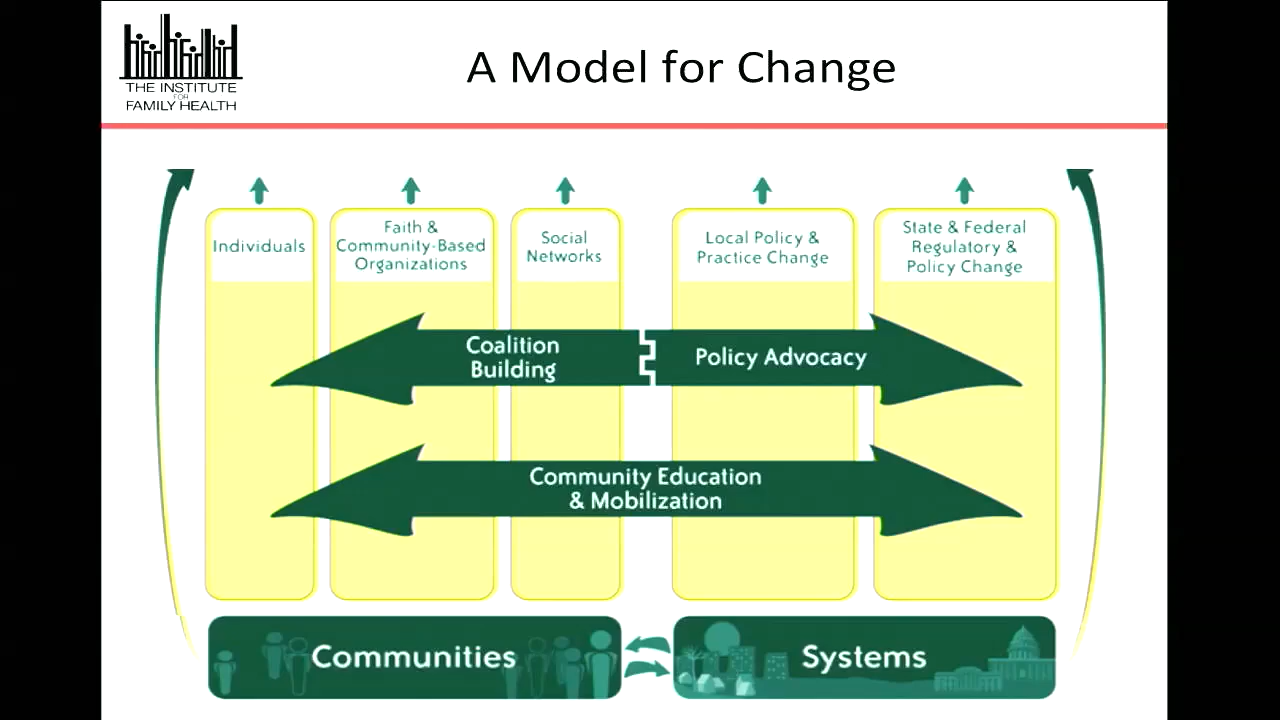 THE INSTITUTE
FOR
FAMILY HEALTH
A Model for Change
Individuals
Faith &
Community-Based
Organizations
Social
Networks
Local Policy &
Practice Change
State & Federal
Regulatory &
Policy Change
Coalition
Building
Policy Advocacy
Community Education
& Mobilization
Communities
Systems